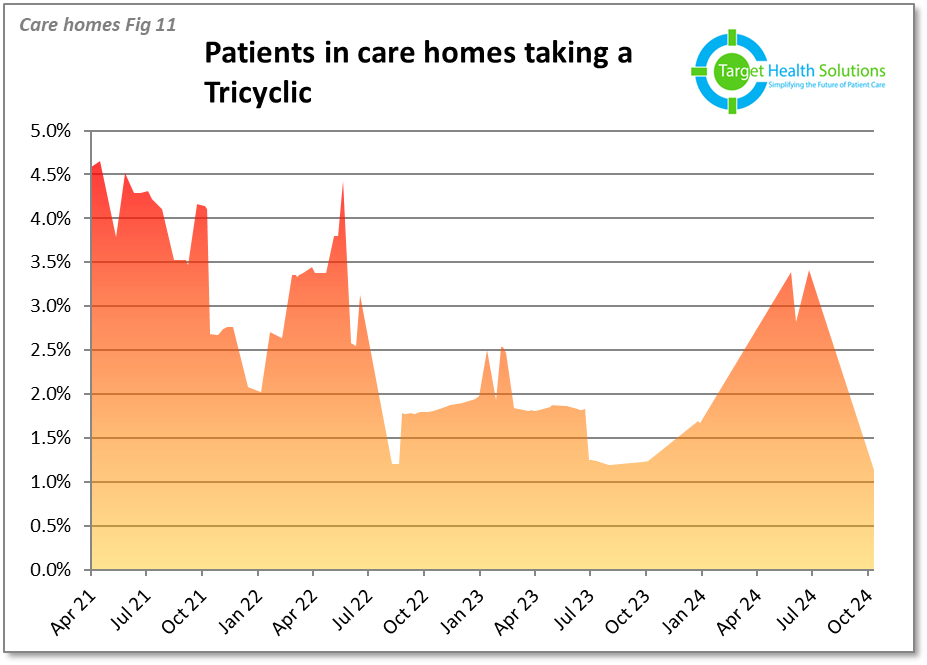 Care homes Fig 11
Patients in care homes taking a
Tricyclic
Target Health Solutions
Simplifying the Future of Patient Care
5.0%
4.5%
4.0%
3.5%
3.0%
2.5%
2.0%
1.5%
1.0%
0.5%
0.0%
Apr 21
Jul 21
Oct 21
Jan 22
Apr 22
Jul 22
Oct 22
Jan 23
Apr 23
Jul 23
Oct 23
Jan 24
Apr 24
Jul 24
Oct 24